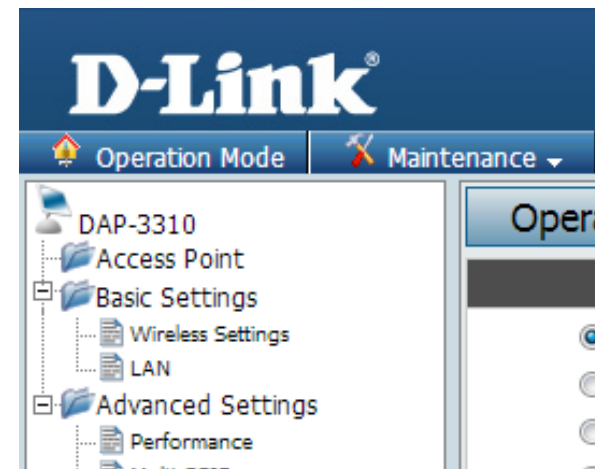 D-Link®
Operation Mode Maintenance
DAP-3310
Opera
Access Point
Basic Settings
Wireless Settings
LAN
Advanced Settings
Performance